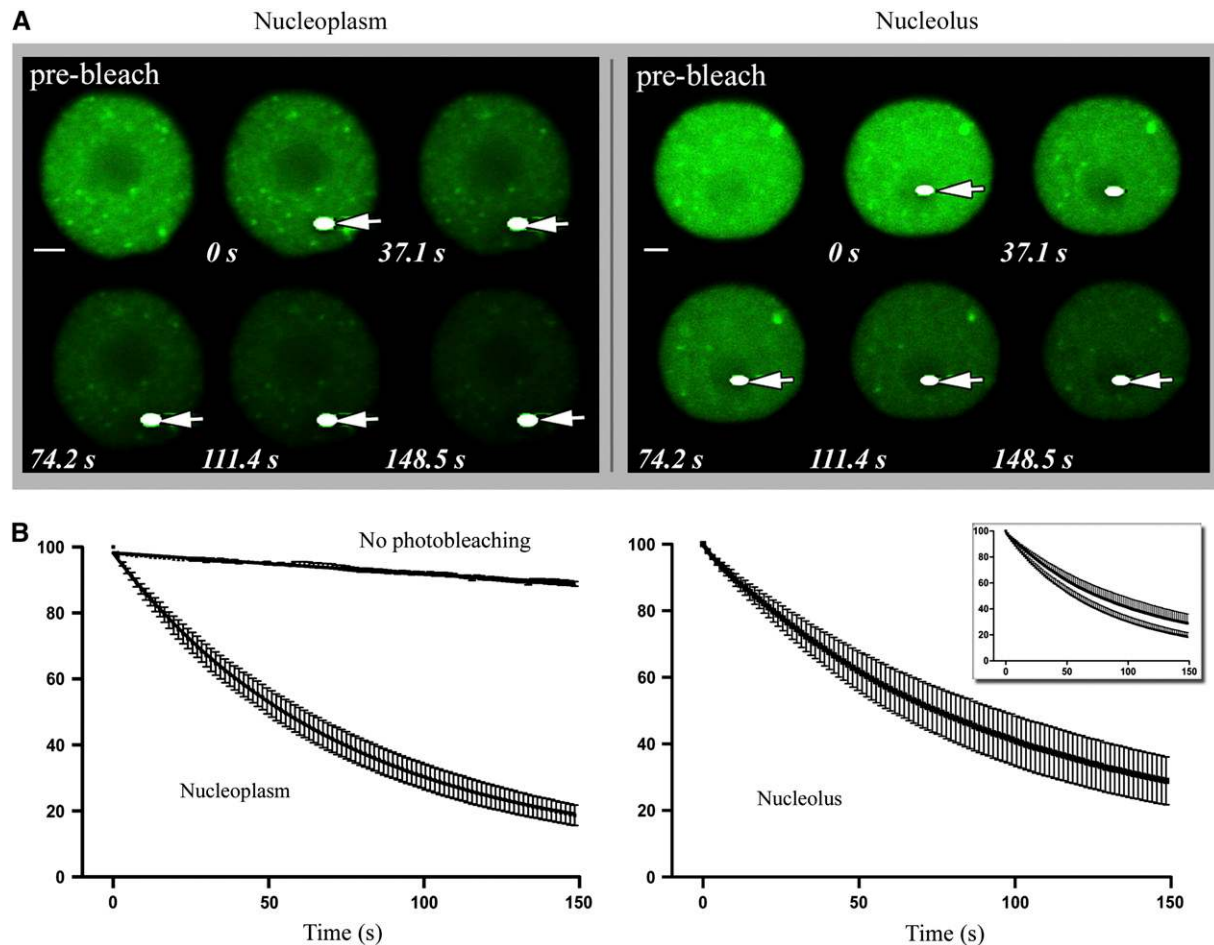 A
Nucleoplasm
Nucleolus
pre-bleach
0 s
37.1 s
74.2 s
111.4 s
148.5 s
pre-bleach
0 s
37.1 s
74.2 s
111.4 s
148.5 s
B
100
80
60
40
20
0
No photobleaching
Nucleoplasm
0
50
100
150
Time (s)
100
80
60
40
20
0
Nucleolus
0
50
100
150
Time (s)
100
80
60
40
20
0
0
50
100
150